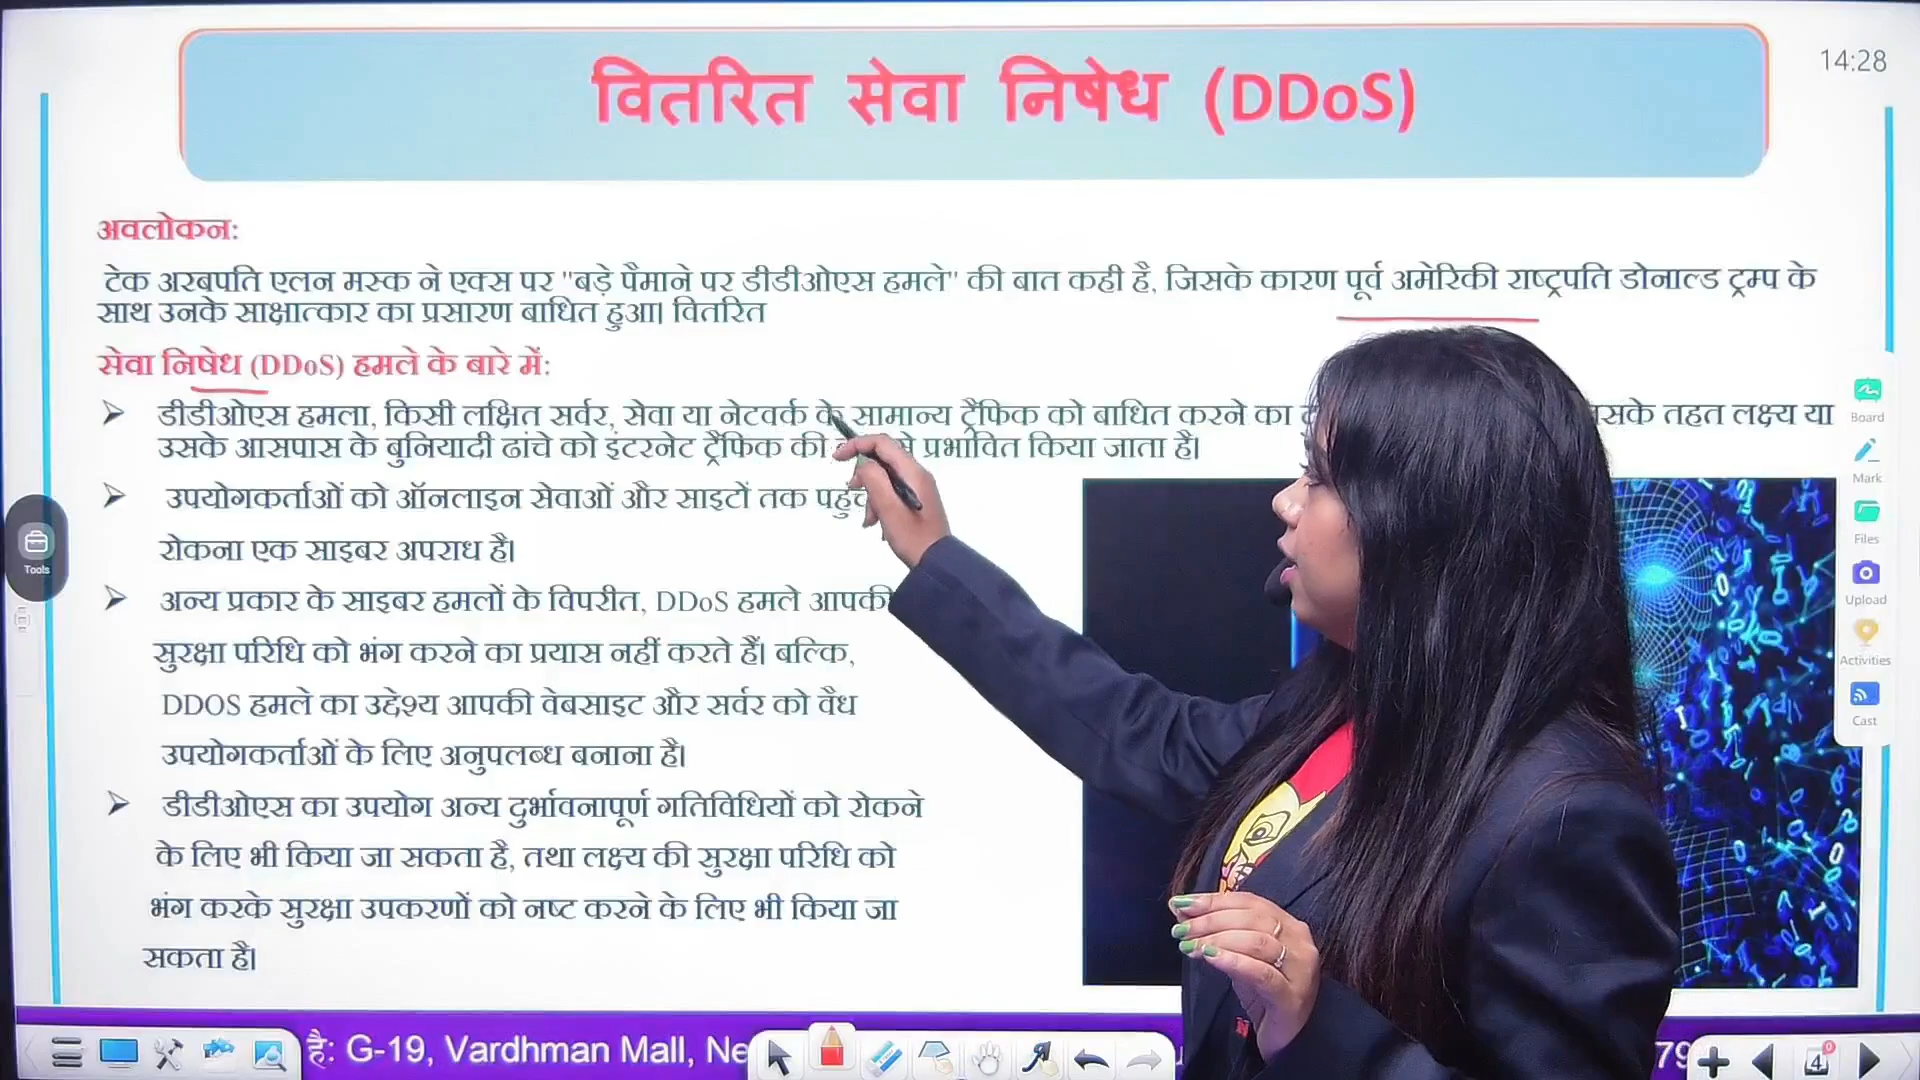 वितरित सेवा निषेध (DDoS)
14:28
अवलोकन:
टेक अरबपति एलन मस्क ने एक्स पर "बड़े पैमाने पर डीडीओएस हमले" की बात कही है, जिसके कारण पूर्व अमेरिकी राष्ट्रपति डोनाल्ड ट्रम्प के
साथ उनके साक्षात्कार का प्रसारण बाधित हुआ। वितरित
सेवा निषेध (DDoS) हमले के बारे में:
➢ डीडीओएस हमला, किसी लक्षित सर्वर, सेवा या नेटवर्क के सामान्य ट्रैफिक को बाधित करने का तहत लक्ष्य या
उसके आसपास के बुनियादी ढांचे को इंटरनेट ट्रैफिक की प्रभावित किया जाता है।
➢ उपयोगकर्ताओं को ऑनलाइन सेवाओं और साइटों तक
रोकना एक साइबर अपराध है।
➢ अन्य प्रकार के साइबर हमलों के विपरीत, DDoS हमले आपकी
सुरक्षा परिधि को भंग करने का प्रयास नहीं करते हैं। बल्कि,
DDOS हमले का उद्देश्य आपकी वेबसाइट और सर्वर को वैध
उपयोगकर्ताओं के लिए अनुपलब्ध बनाना है।
➢ डीडीओएस का उपयोग अन्य दुर्भावनापूर्ण गतिविधियों को रोकने
के लिए भी किया जा सकता है, तथा लक्ष्य की सुरक्षा परिधि को
भंग करके सुरक्षा उपकरणों को नष्ट करने के लिए भी किया जा
सकता है।
Tools
Board
Mark
Files
Upload
Activities
Cast
है: G-19, Vardhman Mall,
4